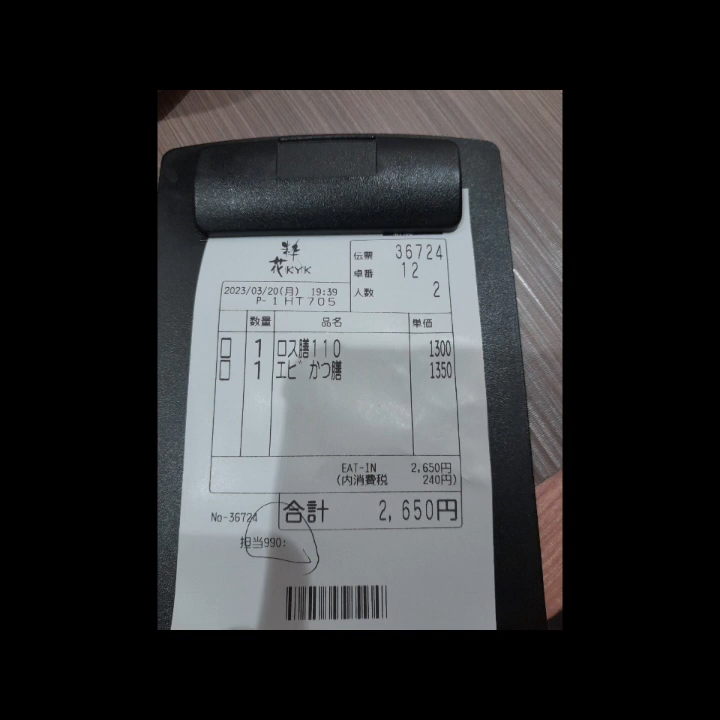 粋
花 KYK
伝票 36724
卓番 12
人数 2
2023/03/20(月) 19:39
P-1HT705
数量 品名 単価
1 ロス膳110 1300
1 エビかつ膳 1350
EAT-IN 2,650円
(内消費税 240円)
No-36724
合計 2,650円
担当990: